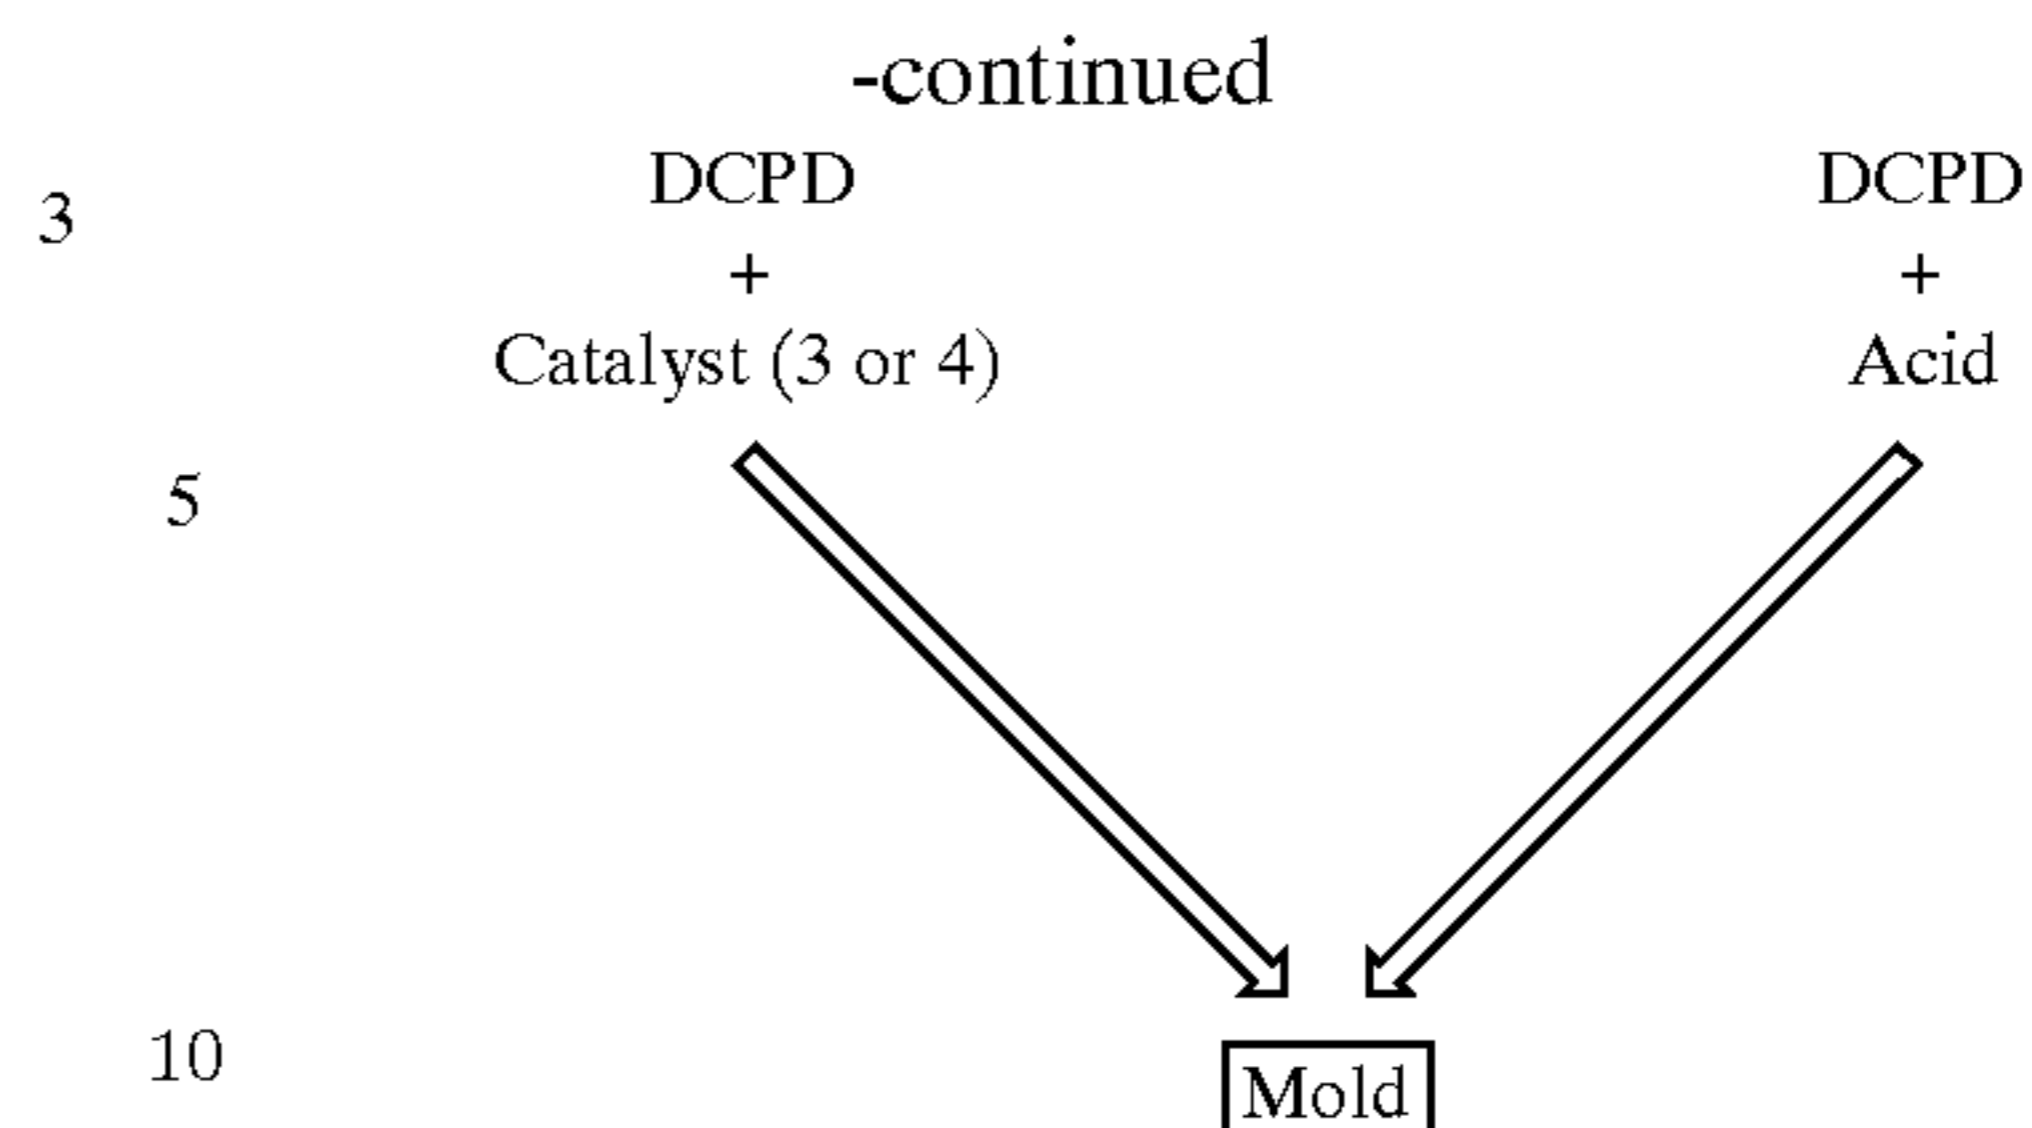 -continued
DCPD DCPD
3
+ +
Catalyst (3 or 4) Acid
5
10
Mold